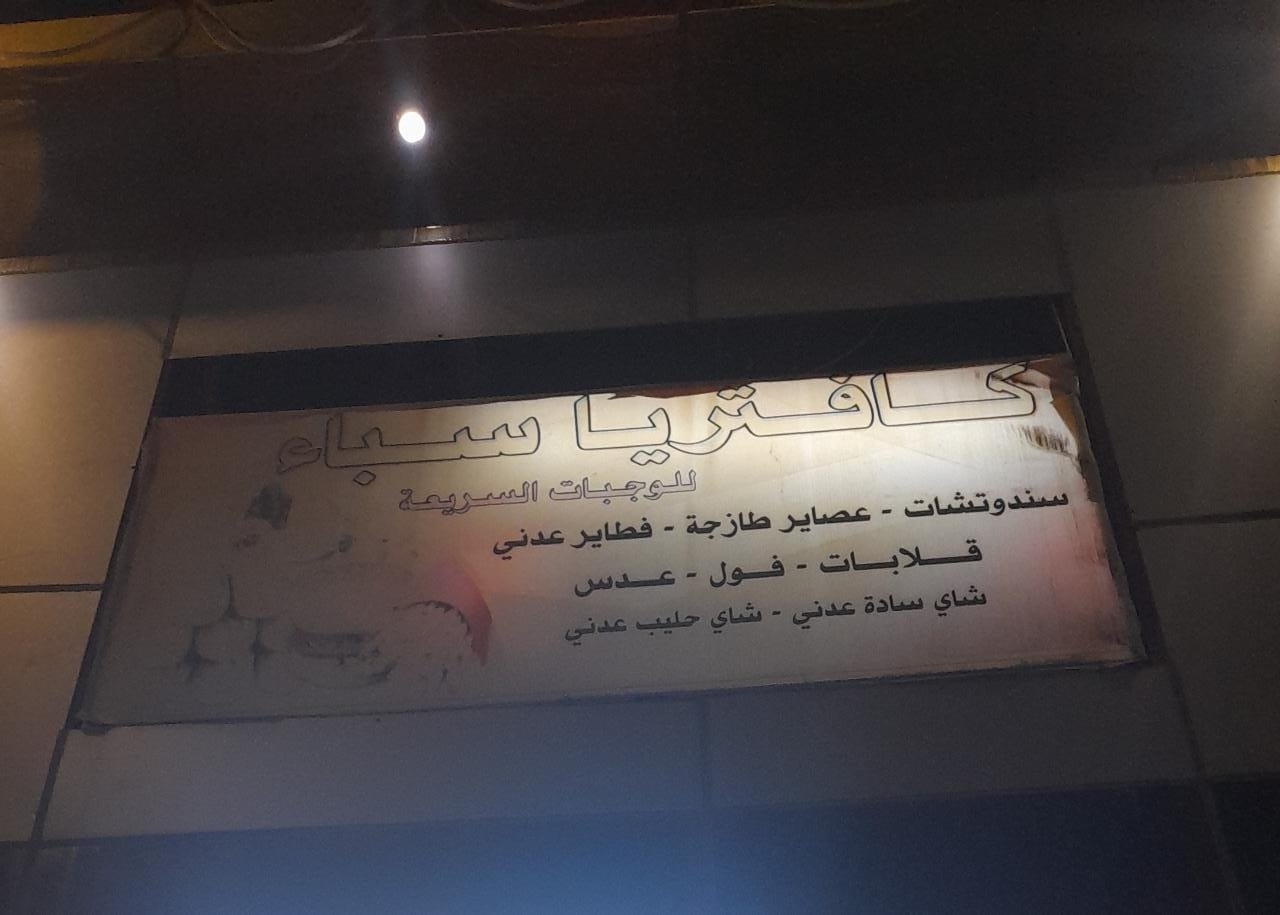 كافتريا سباء
للوجبات السريعة
سندوتشات - عصاير طازجة - فطاير عدني
قلابات - فول - عدس
شاي سادة عدني - شاي حليب عدني